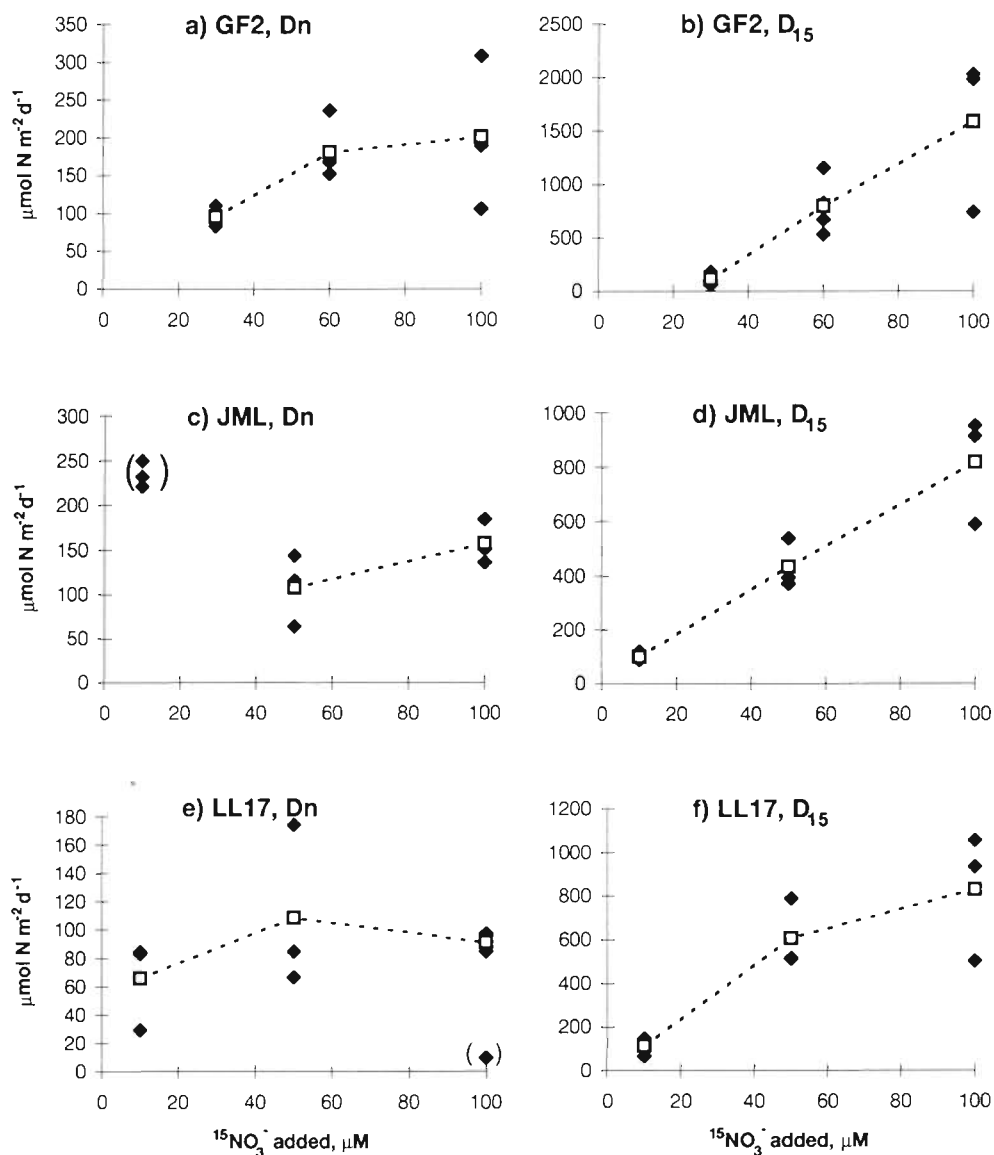 a) GF2, Dn
350
300
250
200
150
100
50
0
μmol N m⁻² d⁻¹
0 20 40 60 80 100
b) GF2, D₁₅
2500
2000
1500
1000
500
0
0 20 40 60 80 100
c) JML, Dn
300
250
200
150
100
50
0
μmol N m⁻² d⁻¹
( )
0 20 40 60 80 100
d) JML, D₁₅
1000
800
600
400
200
0
0 20 40 60 80 100
e) LL17, Dn
180
160
140
120
100
80
60
40
20
0
μmol N m⁻² d⁻¹
( )
0 20 40 60 80 100
¹⁵NO₃⁻ added, μM
f) LL17, D₁₅
1200
1000
800
600
400
200
0
0 20 40 60 80 100
¹⁵NO₃⁻ added, μM